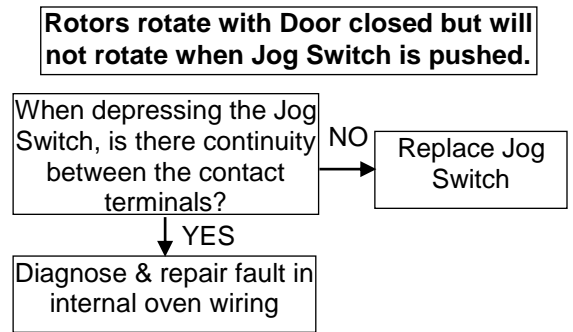 Rotors rotate with Door closed but will
not rotate when Jog Switch is pushed.
When depressing the Jog
Switch, is there continuity
between the contact
terminals?
NO
Replace Jog
Switch
YES
Diagnose & repair fault in
internal oven wiring